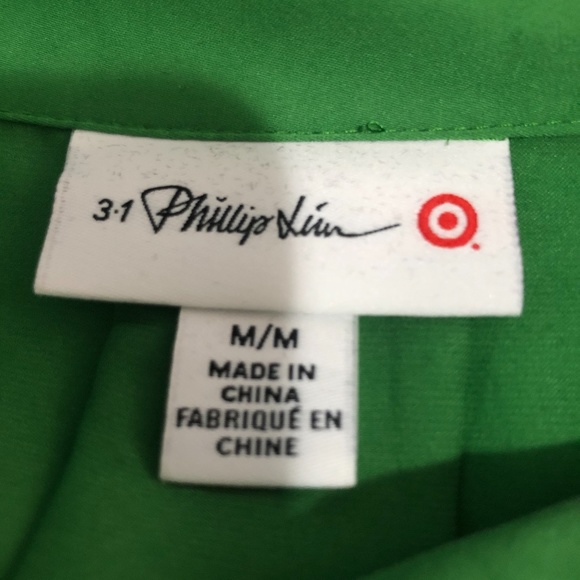 3.1 Phillip Lim
M/M
MADE IN
CHINA
FABRIQUÉ EN
CHINE